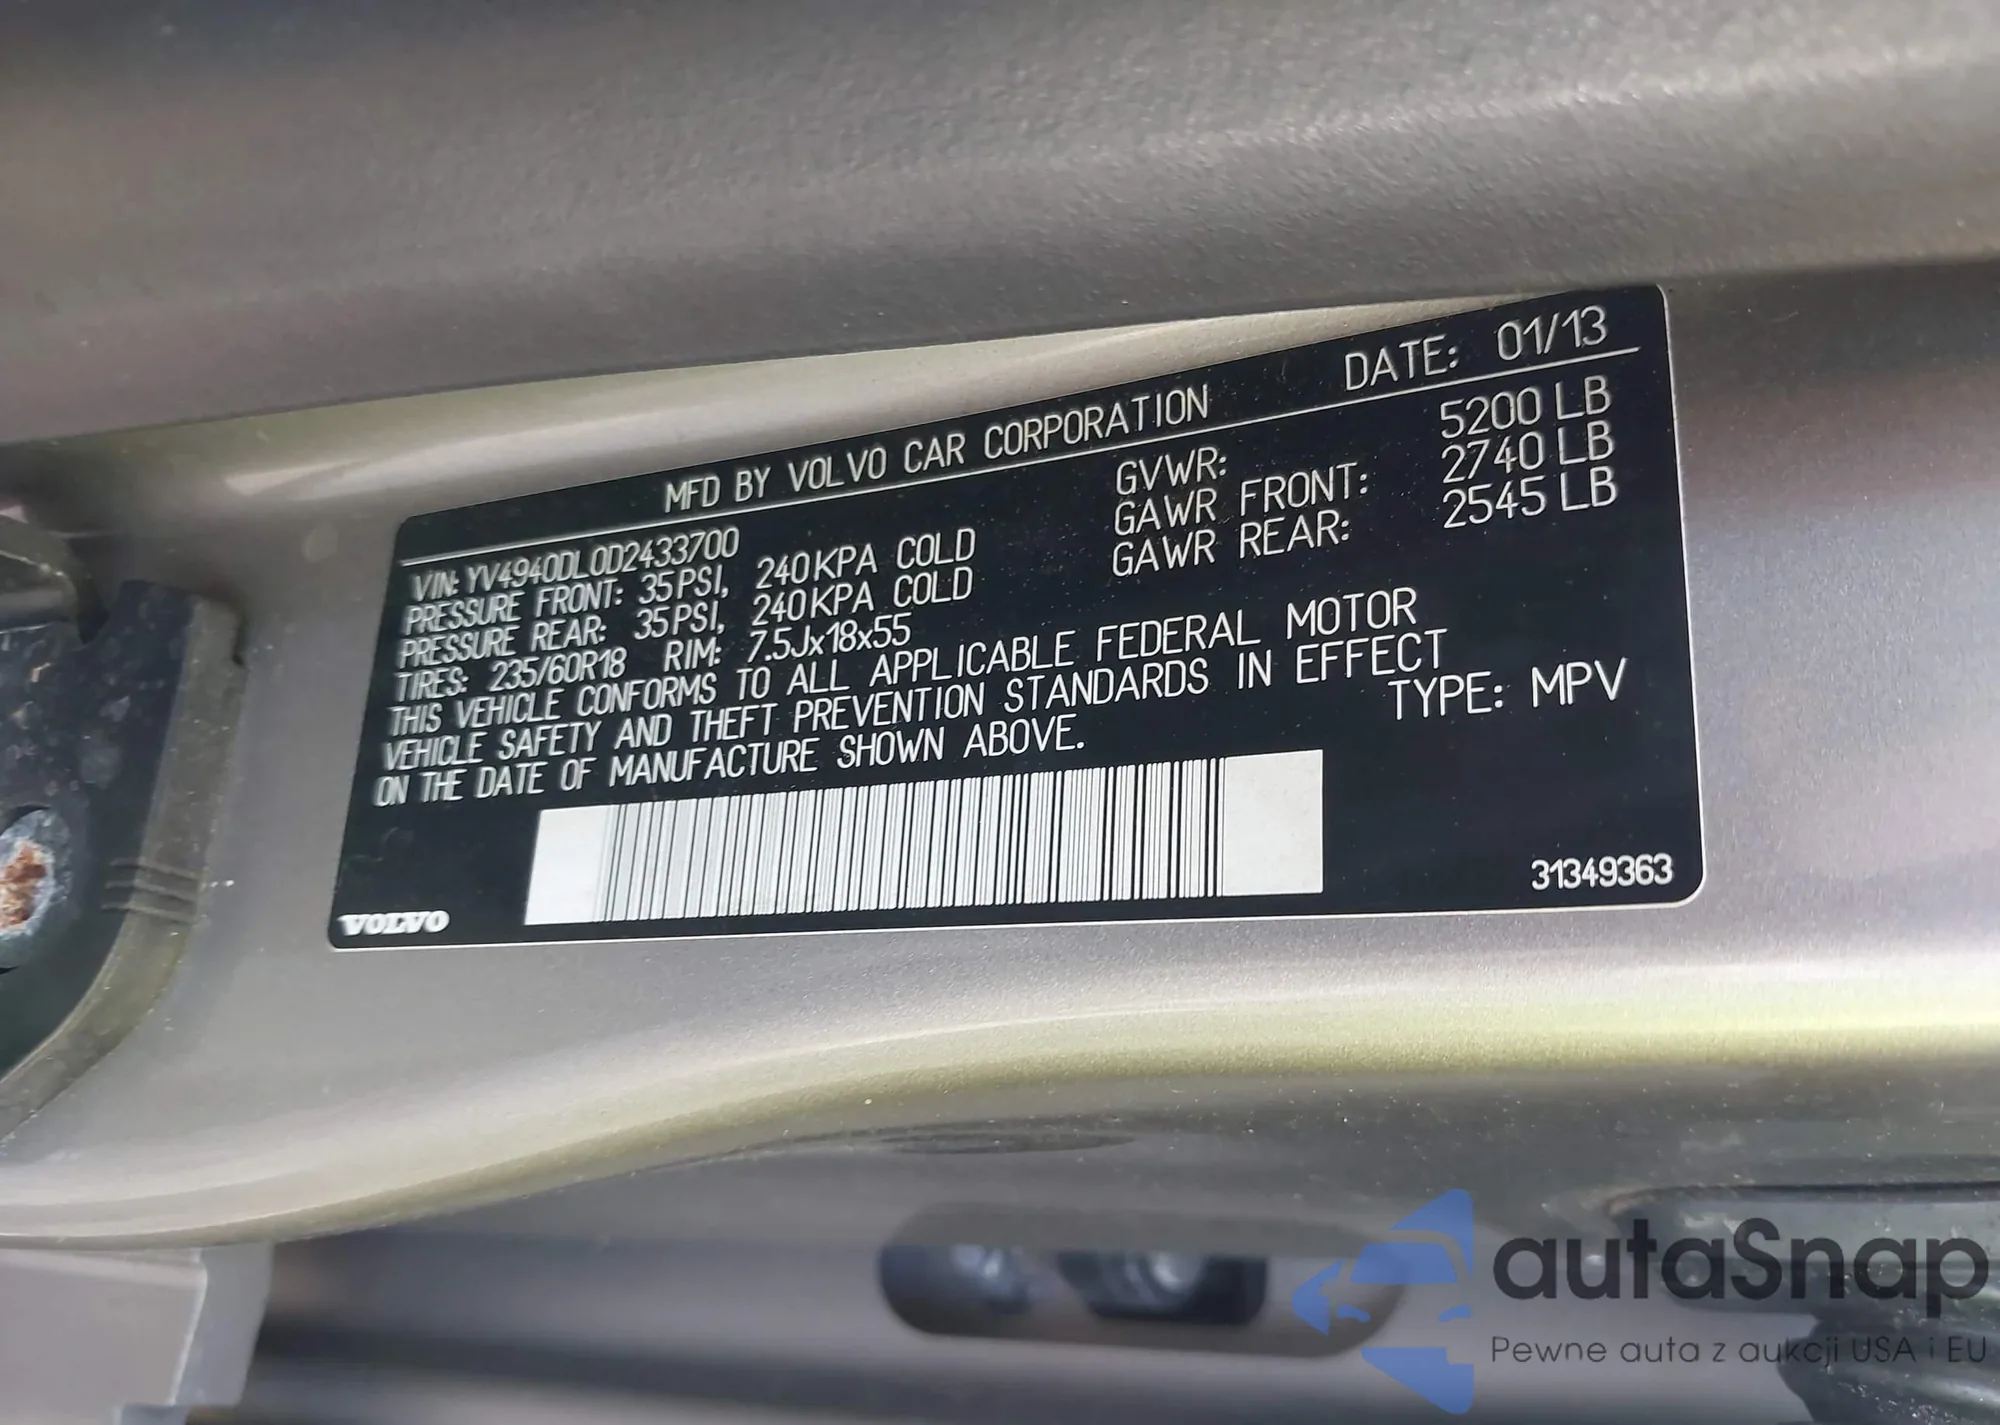 MFD BY VOLVO CAR CORPORATION DATE: 01/13
VIN: YV4940DL0D2433700 GVWR: 5200 LB
PRESSURE FRONT: 35PSI, 240KPA COLD GAWR FRONT: 2740 LB
PRESSURE REAR: 35PSI, 240KPA COLD GAWR REAR: 2545 LB
TIRES: 235/60R18 RIM: 7.5Jx18x55
THIS VEHICLE CONFORMS TO ALL APPLICABLE FEDERAL MOTOR
VEHICLE SAFETY AND THEFT PREVENTION STANDARDS IN EFFECT
ON THE DATE OF MANUFACTURE SHOWN ABOVE. TYPE: MPV
VOLVO 31349363
autaSnap
Pewne auta z aukcji USA i EU